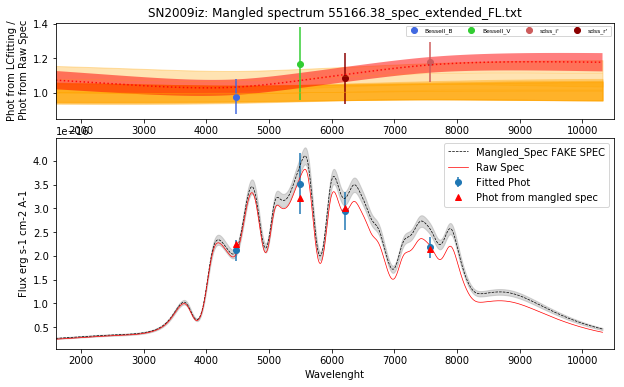 SN2009iz: Mangled spectrum 55166.38_spec_extended_FL.txt
Phot from LCfitting /
Phot from Raw Spec
1.4
1.2
1.0
Bessell_B
Bessell_V
sdss_i'
sdss_r'
2000 3000 4000 5000 6000 7000 8000 9000 10000
1e−16
Flux erg s-1 cm-2 A-1
4.0
3.5
3.0
2.5
2.0
1.5
1.0
0.5
Mangled_Spec FAKE SPEC
Raw Spec
Fitted Phot
Phot from mangled spec
2000 3000 4000 5000 6000 7000 8000 9000 10000
Wavelenght